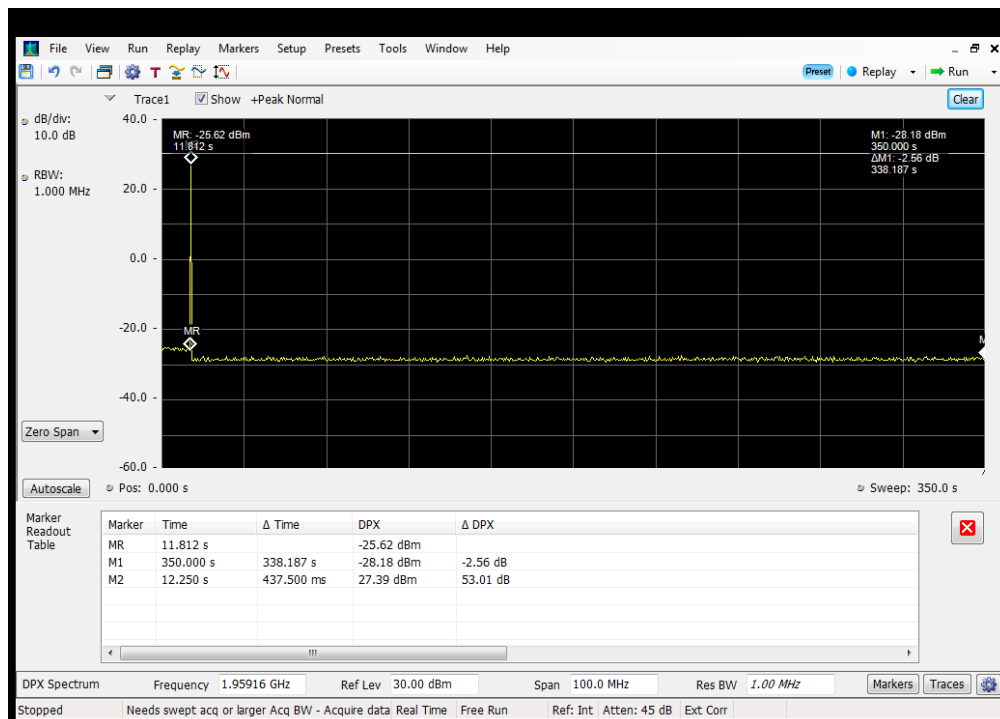 File View Run Replay Markers Setup Presets Tools Window Help
T Preset Replay Run
Trace1 Show +Peak Normal Clear
dB/div:
10.0 dB
RBW:
1.000 MHz
40.0
20.0
0.0
-20.0
-40.0
-60.0
MR: -25.62 dBm
11.812 s
M1: -28.18 dBm
350.000 s
ΔM1: -2.56 dB
338.187 s
MR
M
Zero Span
Autoscale Pos: 0.000 s Sweep: 350.0 s
Marker
Readout
Table
Marker Time Δ Time DPX Δ DPX
MR 11.812 s -25.62 dBm
M1 350.000 s 338.187 s -28.18 dBm -2.56 dB
M2 12.250 s 437.500 ms 27.39 dBm 53.01 dB
DPX Spectrum Frequency 1.95916 GHz Ref Lev 30.00 dBm Span 100.0 MHz Res BW 1.00 MHz Markers Traces
Stopped Needs swept acq or larger Acq BW - Acquire data Real Time Free Run Ref: Int Atten: 45 dB Ext Corr